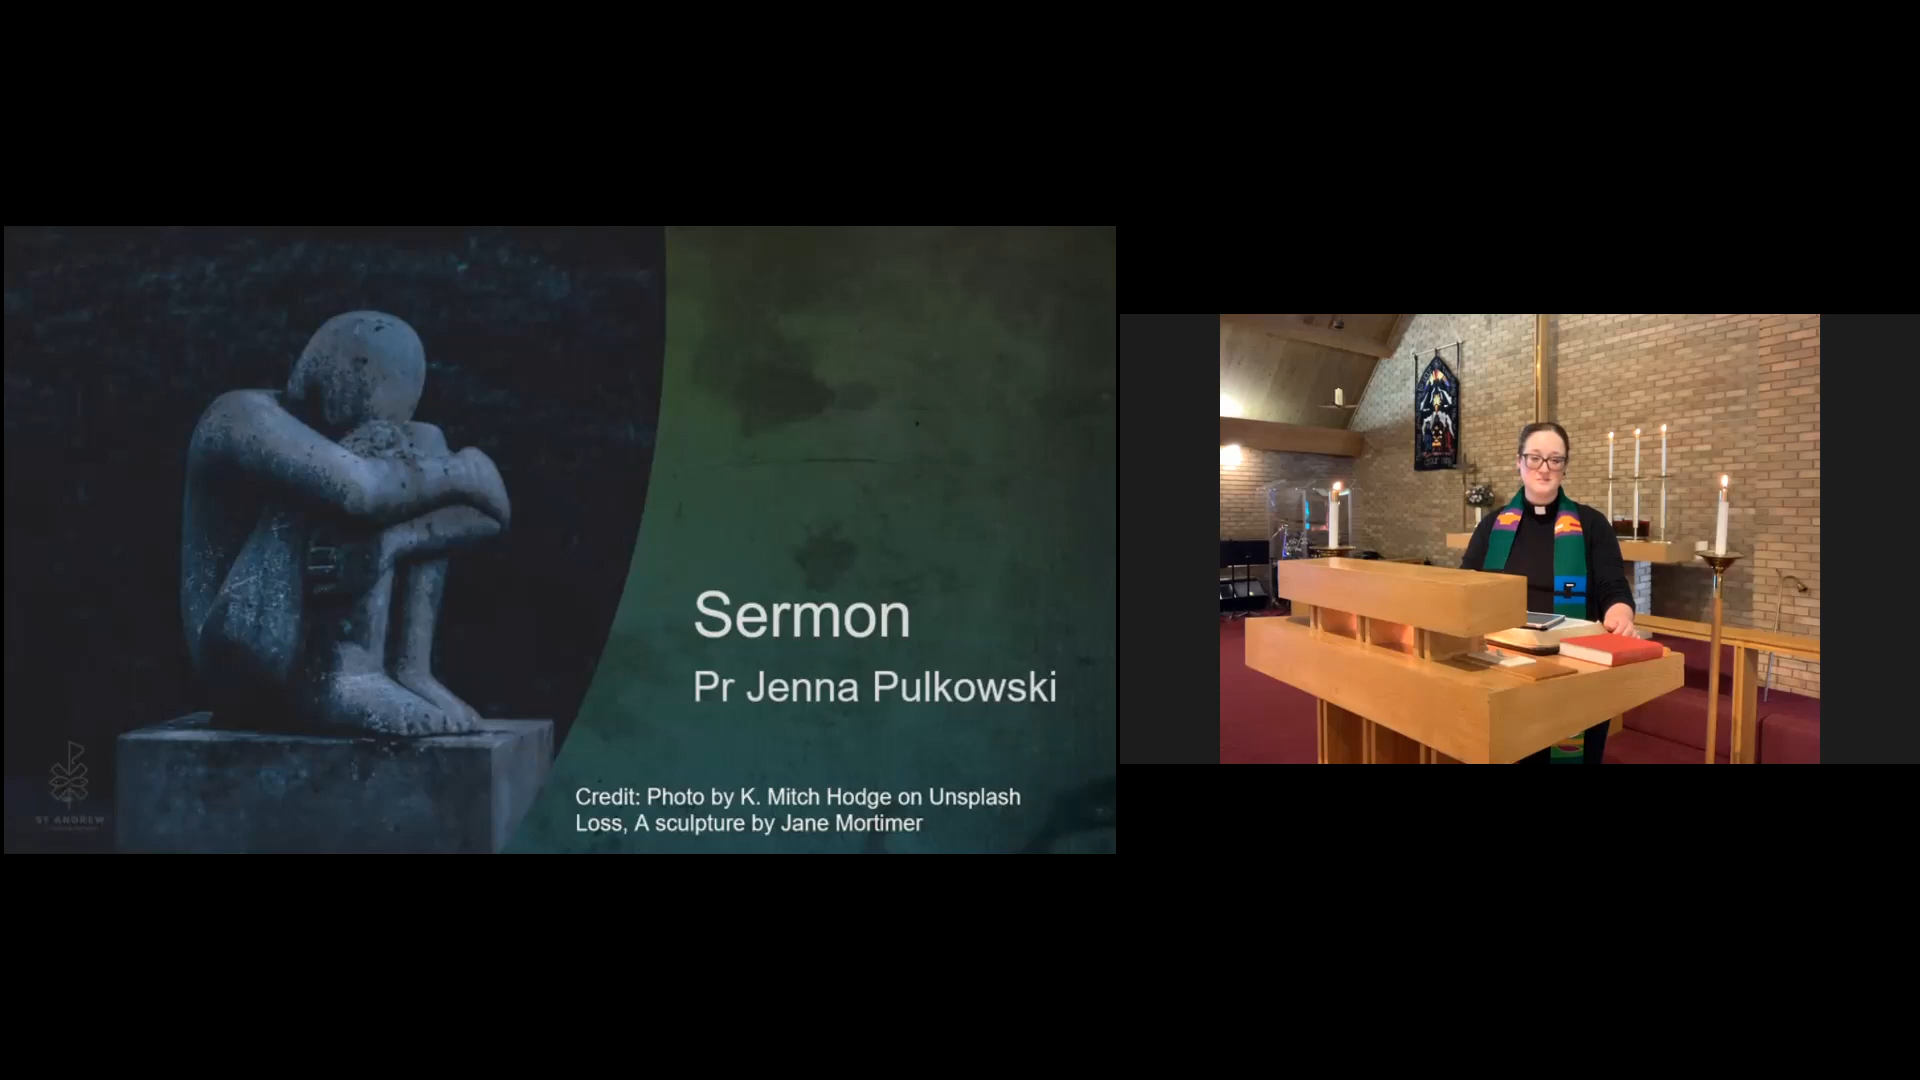 Sermon
Pr Jenna Pulkowski
Credit: Photo by K. Mitch Hodge on Unsplash
Loss, A sculpture by Jane Mortimer
ST ANDREW